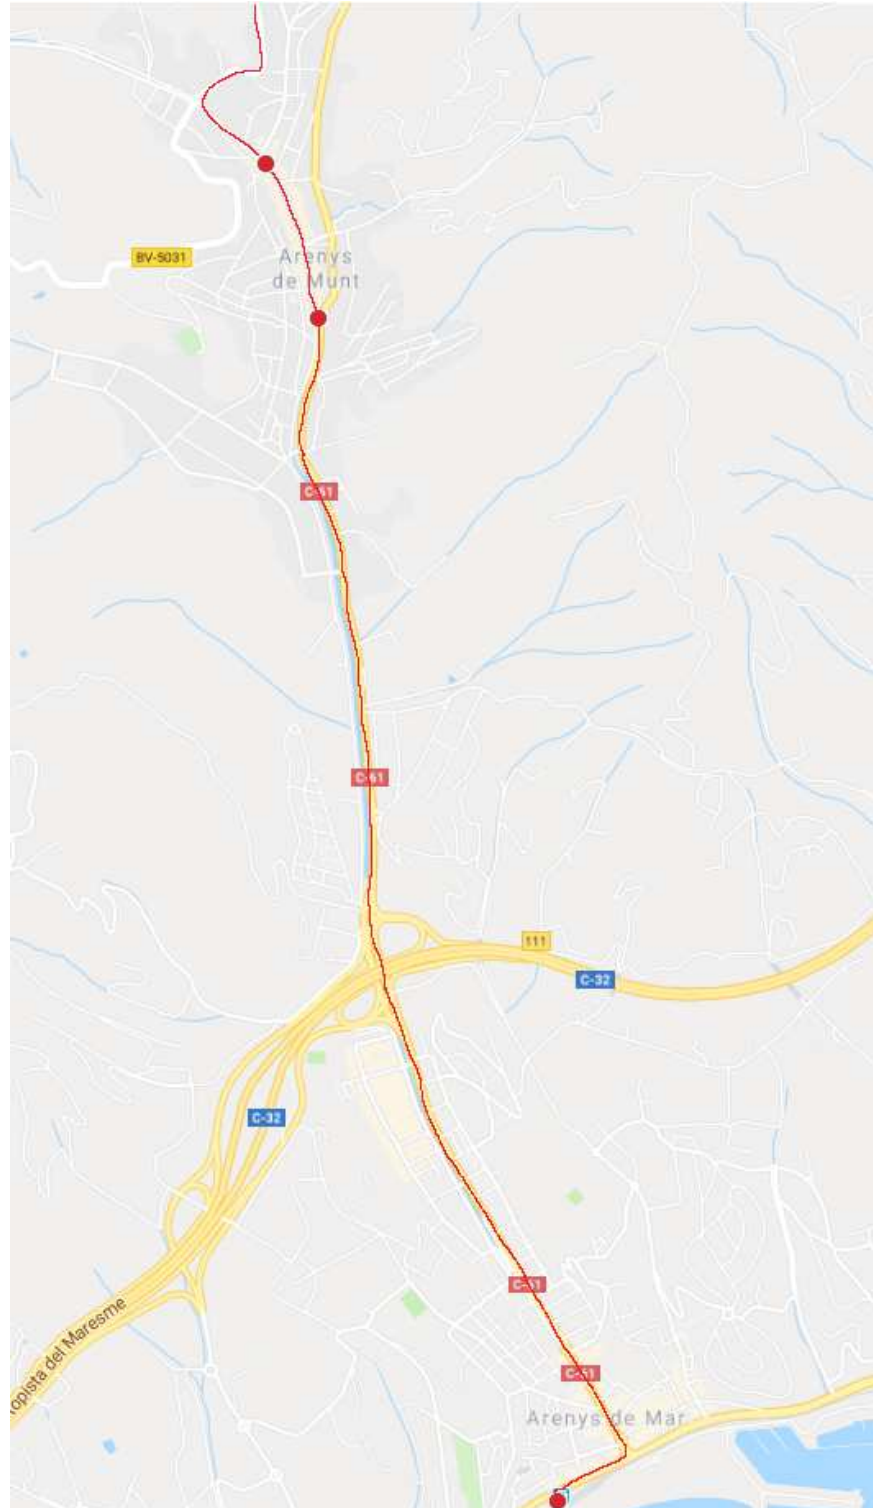 BV-5031
Arenys
de Munt
C-61
C-61
111
C-32
C-32
opista del Maresme
C-61
C-61
Arenys de Mar